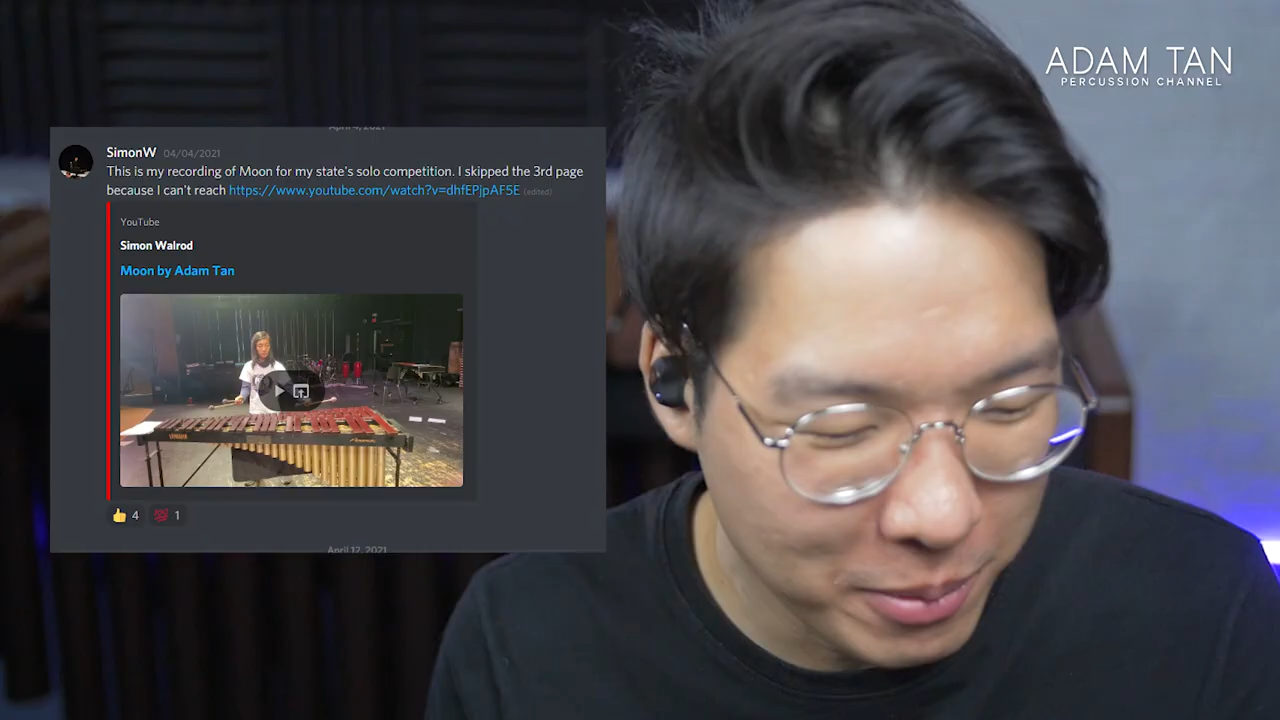 ADAM TAN
PERCUSSION CHANNEL
April 4, 2021
SimonW 04/04/2021
This is my recording of Moon for my state's solo competition. I skipped the 3rd page
because I can't reach https://www.youtube.com/watch?v=dhfEPjpAF5E (edited)
YouTube
Simon Walrod
Moon by Adam Tan
YAMAHA
4
100 1
April 12, 2021